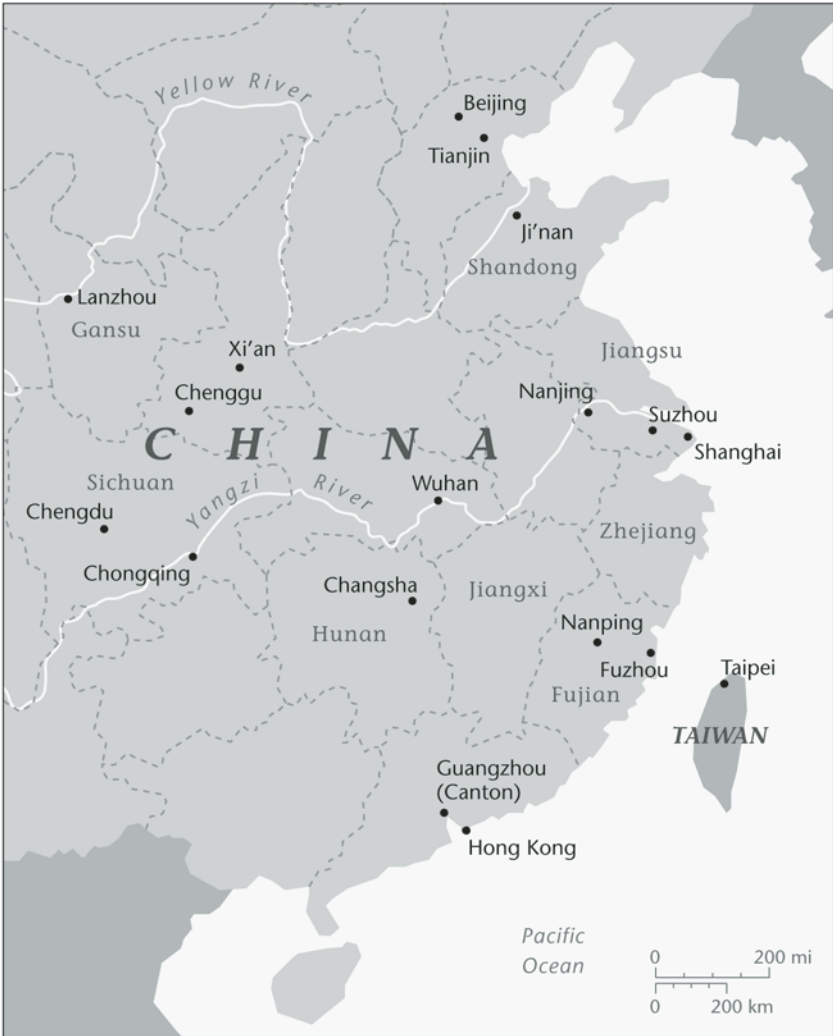 Yellow River
Beijing
Tianjin
Ji’nan
Shandong
Lanzhou
Gansu
Xi’an
Jiangsu
Chenggu
Nanjing
Suzhou
Shanghai
CHINA
Sichuan
Yangzi River
Wuhan
Chengdu
Zhejiang
Chongqing
Changsha
Jiangxi
Hunan
Nanping
Fuzhou
Taipei
Fujian
TAIWAN
Guangzhou
(Canton)
Hong Kong
Pacific
Ocean
0 200 mi
0 200 km